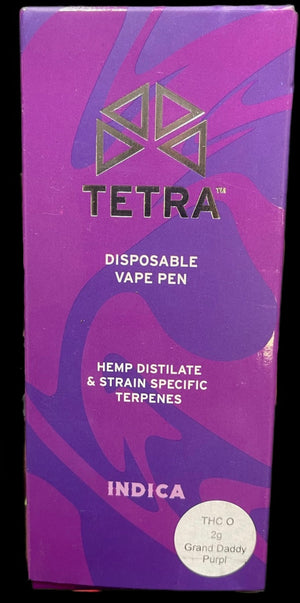 TETRA™
DISPOSABLE
VAPE PEN
HEMP DISTILATE
& STRAIN SPECIFIC
TERPENES
INDICA
THC O
2g
Grand Daddy
Purpl